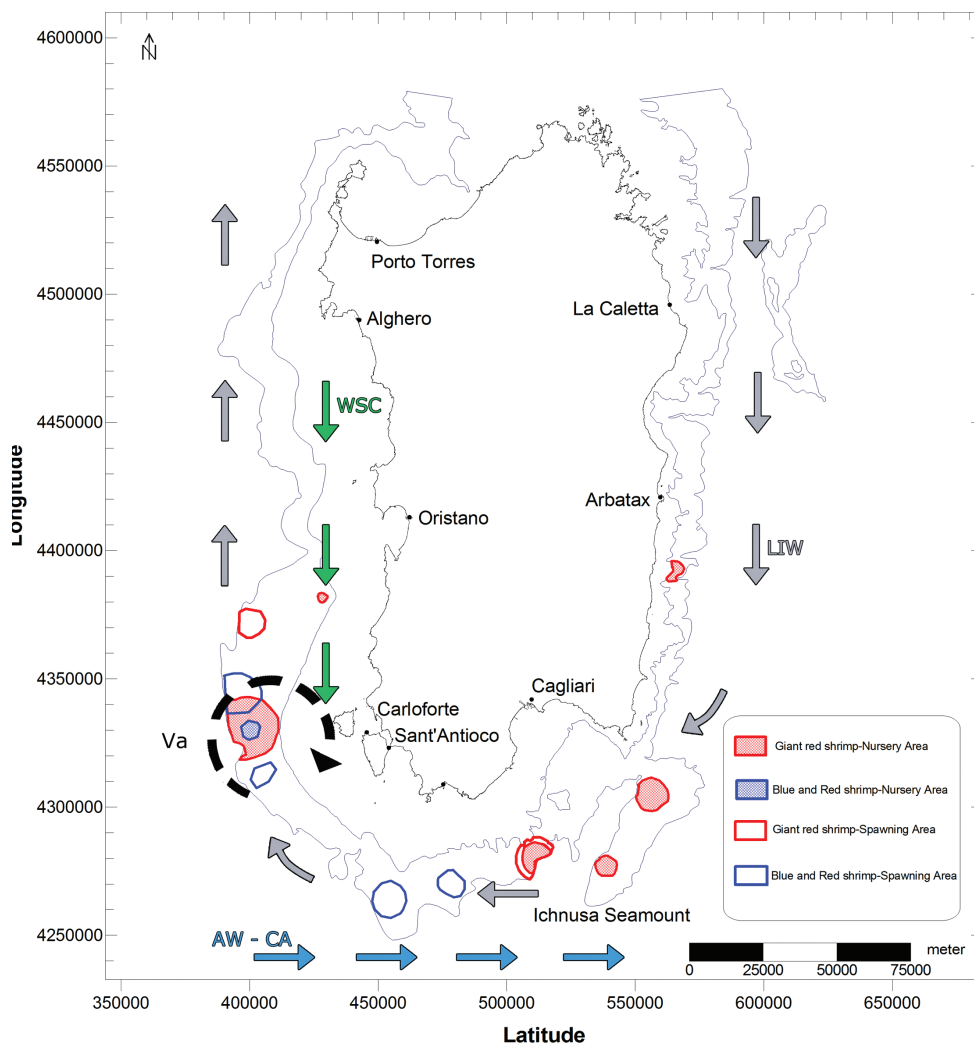 4600000
N
4550000
Porto Torres
4500000
La Caletta
Alghero
4450000
WSC
Longitude
Arbatax
Oristano
4400000
LIW
4350000
Cagliari
Carloforte
Va
Sant'Antioco
Giant red shrimp-Nursery Area
4300000
Blue and Red shrimp-Nursery Area
Giant red shrimp-Spawning Area
Blue and Red shrimp-Spawning Area
Ichnusa Seamount
4250000
AW - CA
meter
0 25000 50000 75000
350000 400000 450000 500000 550000 600000 650000
Latitude